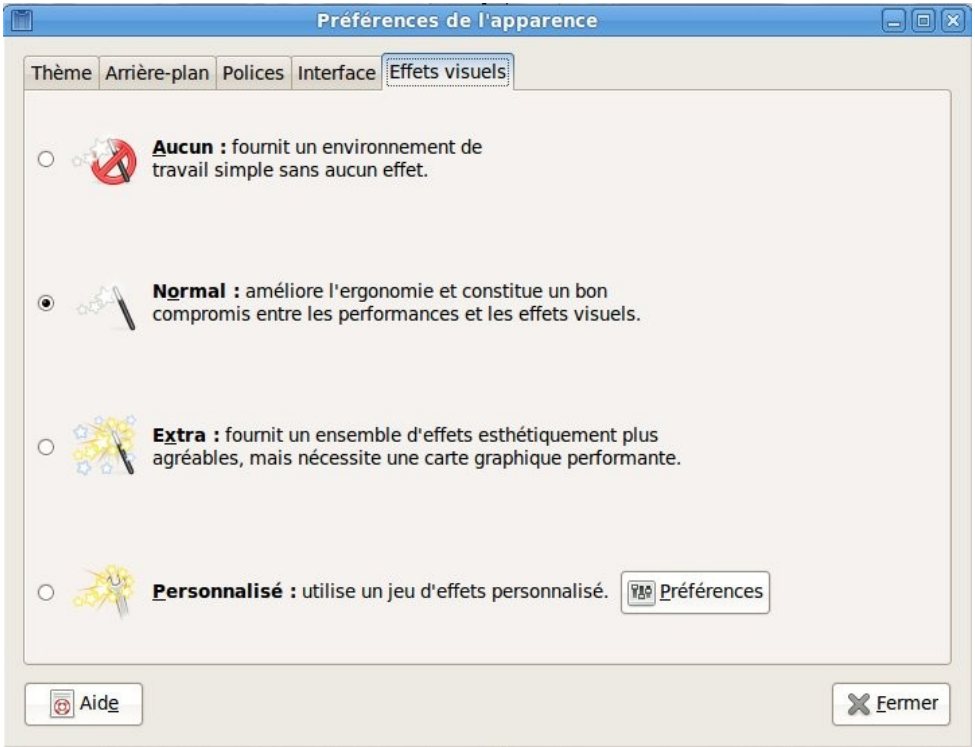 Préférences de l'apparence
Thème Arrière-plan Polices Interface Effets visuels
Aucun : fournit un environnement de
travail simple sans aucun effet.
Normal : améliore l'ergonomie et constitue un bon
compromis entre les performances et les effets visuels.
Extra : fournit un ensemble d'effets esthétiquement plus
agréables, mais nécessite une carte graphique performante.
Personnalisé : utilise un jeu d'effets personnalisé. Préférences
Aide Fermer